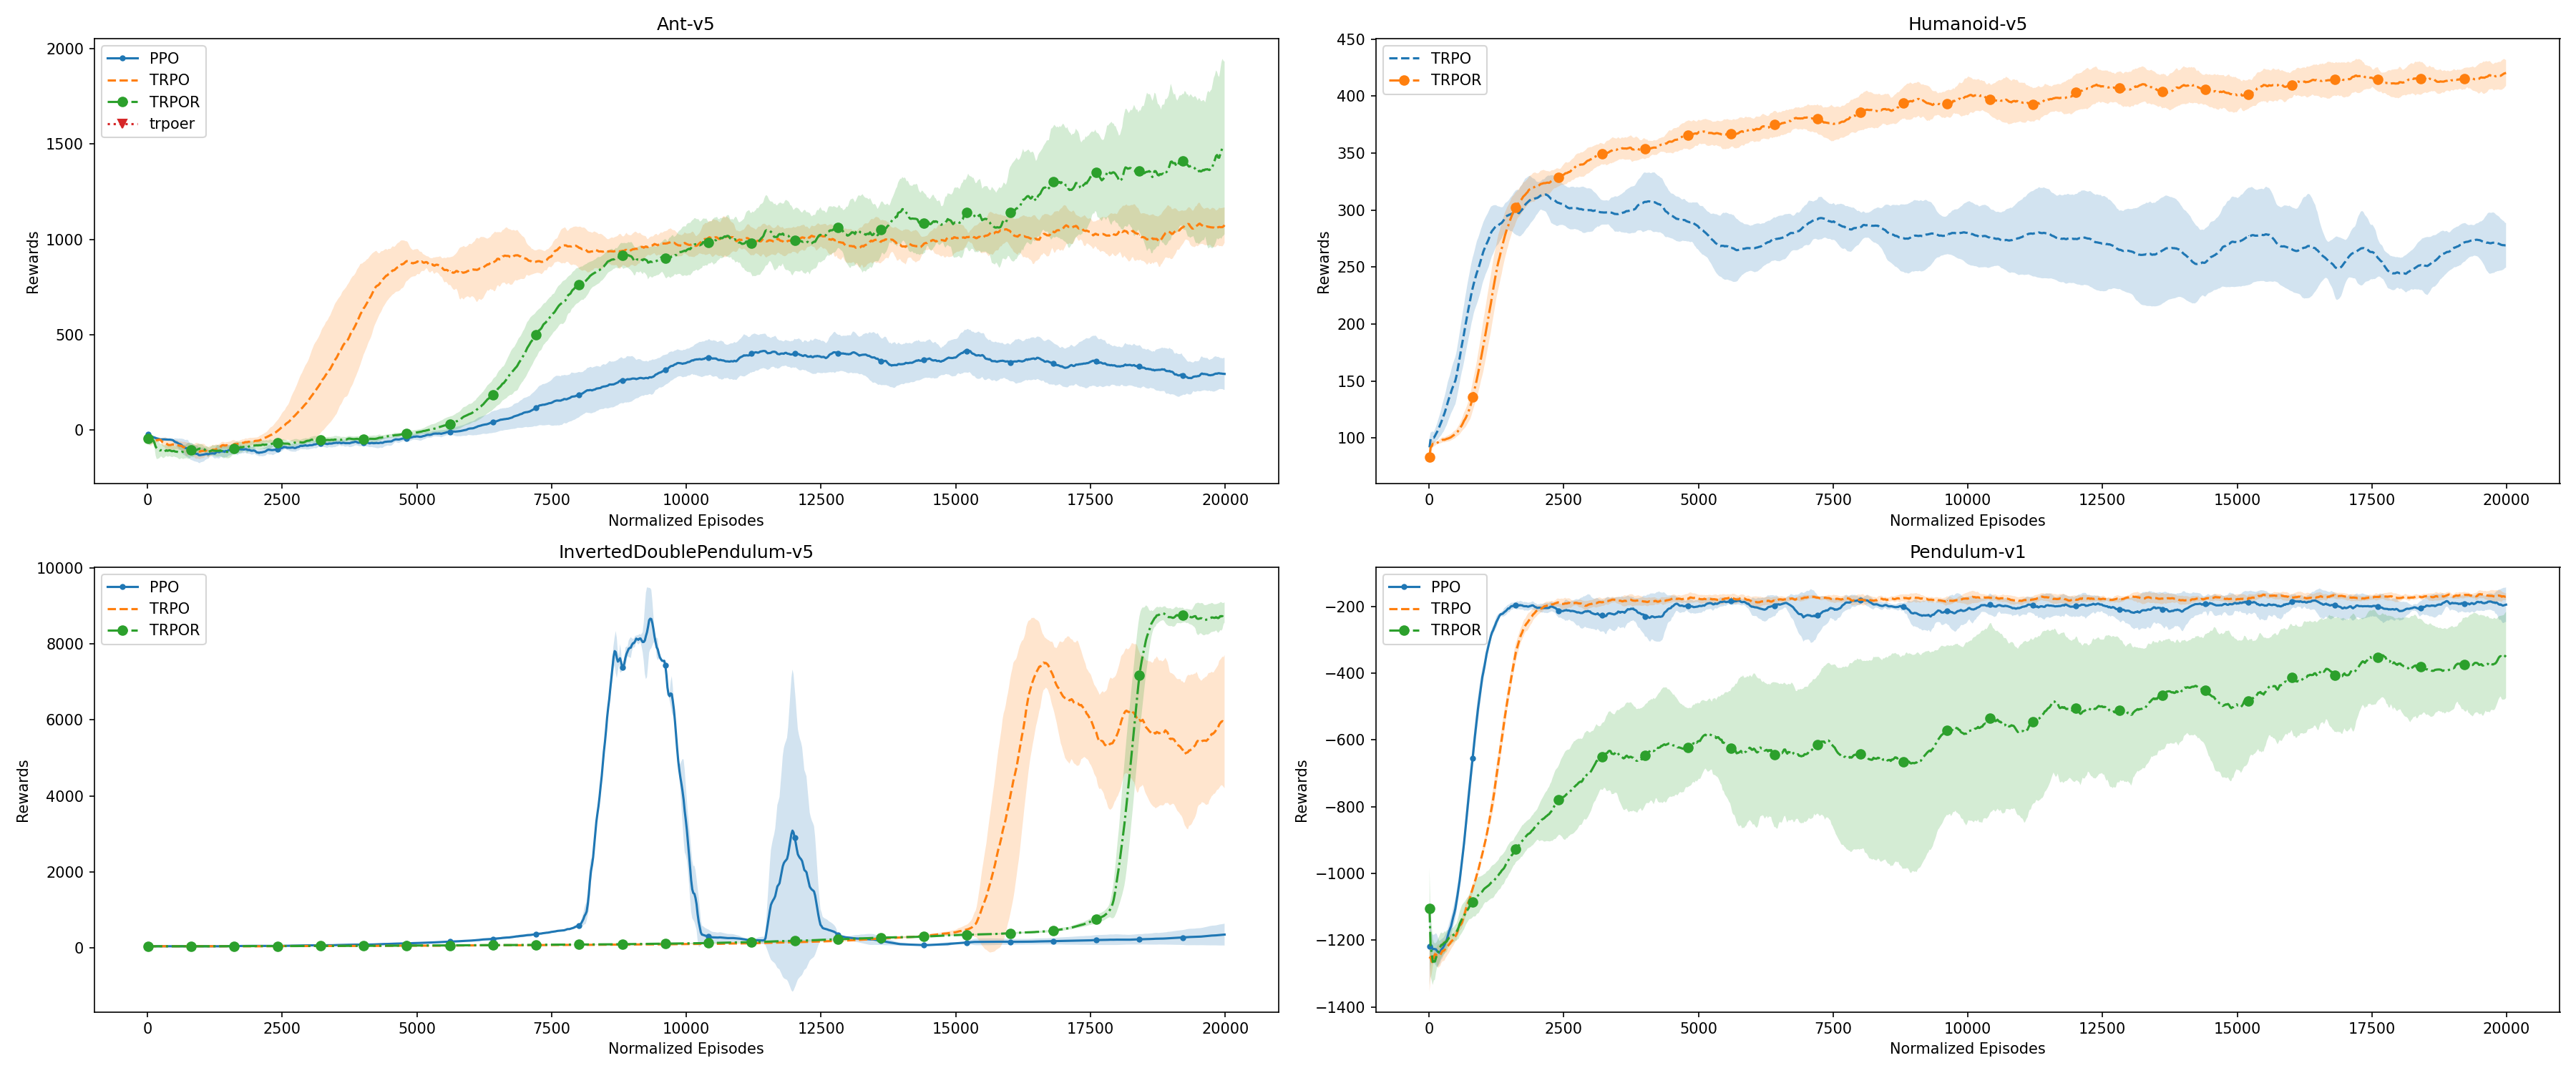 Ant-v5
2000
1500
1000
500
0
Rewards
PPO
TRPO
TRPOR
trpoer
0 2500 5000 7500 10000 12500 15000 17500 20000
Normalized Episodes
Humanoid-v5
450
400
350
300
250
200
150
100
Rewards
TRPO
TRPOR
0 2500 5000 7500 10000 12500 15000 17500 20000
Normalized Episodes
InvertedDoublePendulum-v5
10000
8000
6000
4000
2000
0
Rewards
PPO
TRPO
TRPOR
0 2500 5000 7500 10000 12500 15000 17500 20000
Normalized Episodes
Pendulum-v1
−200
−400
−600
−800
−1000
−1200
−1400
Rewards
PPO
TRPO
TRPOR
0 2500 5000 7500 10000 12500 15000 17500 20000
Normalized Episodes